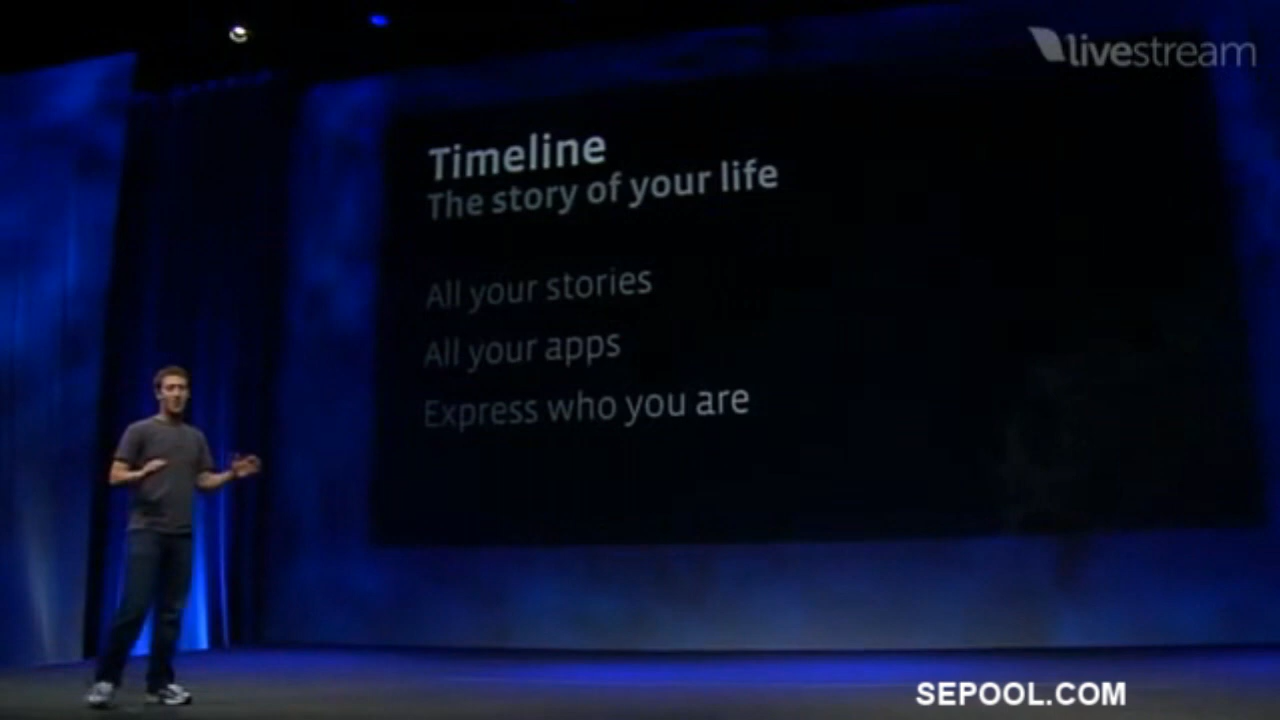 livestream
Timeline
The story of your life
All your stories
All your apps
Express who you are
SEPOOL.COM